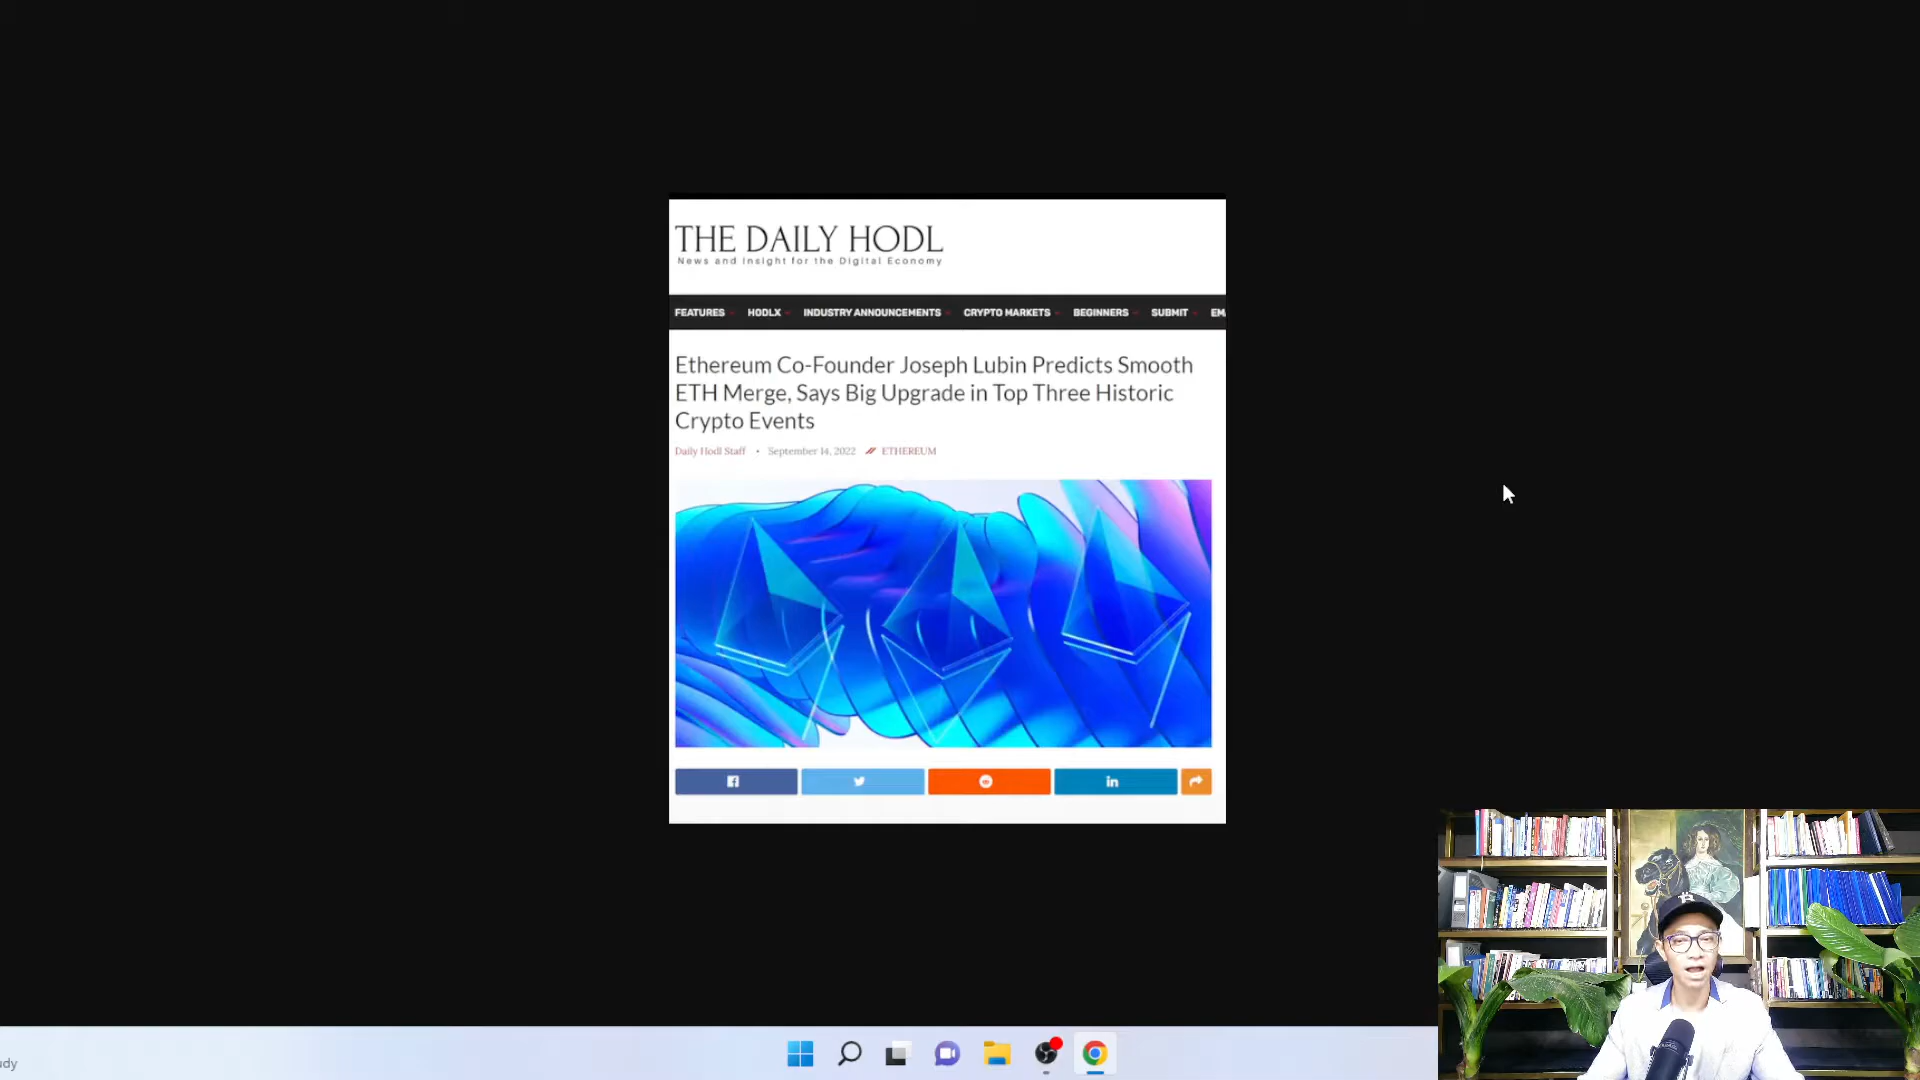 THE DAILY HODL
News and Insight for the Digital Economy
FEATURES HODLX INDUSTRY ANNOUNCEMENTS CRYPTO MARKETS BEGINNERS SUBMIT EM
Ethereum Co-Founder Joseph Lubin Predicts Smooth
ETH Merge, Says Big Upgrade in Top Three Historic
Crypto Events
Daily Hodl Staff • September 14, 2022 // ETHEREUM
in